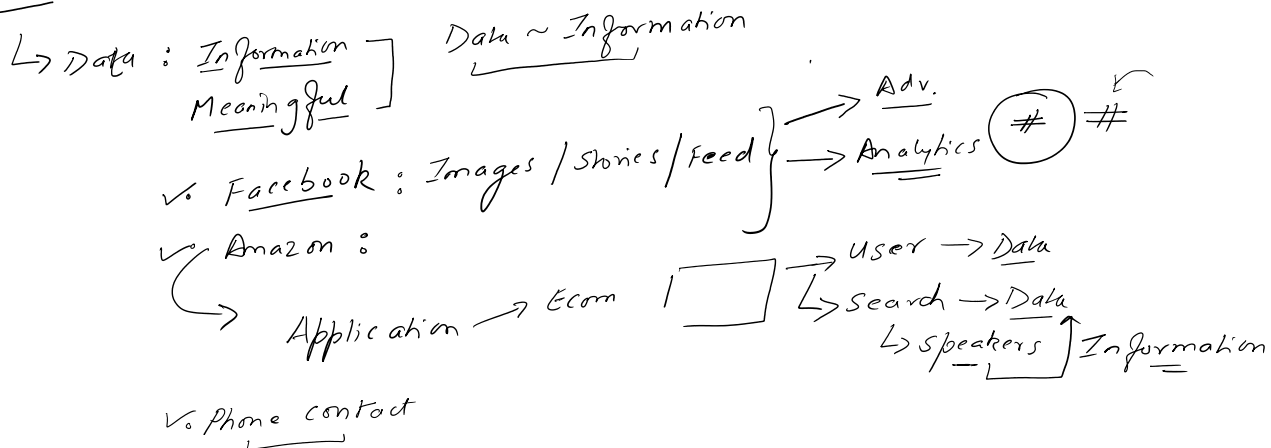 ↳ Data : Information
Meaningful
Data ~ Information
✓. Facebook : Images / Stories / Feed
→ Adv.
→ Analytics # #
✓. Amazon :
Application → Ecom
→ User → Data
↳ Search → Data
↳ Speakers Information
✓. Phone contact